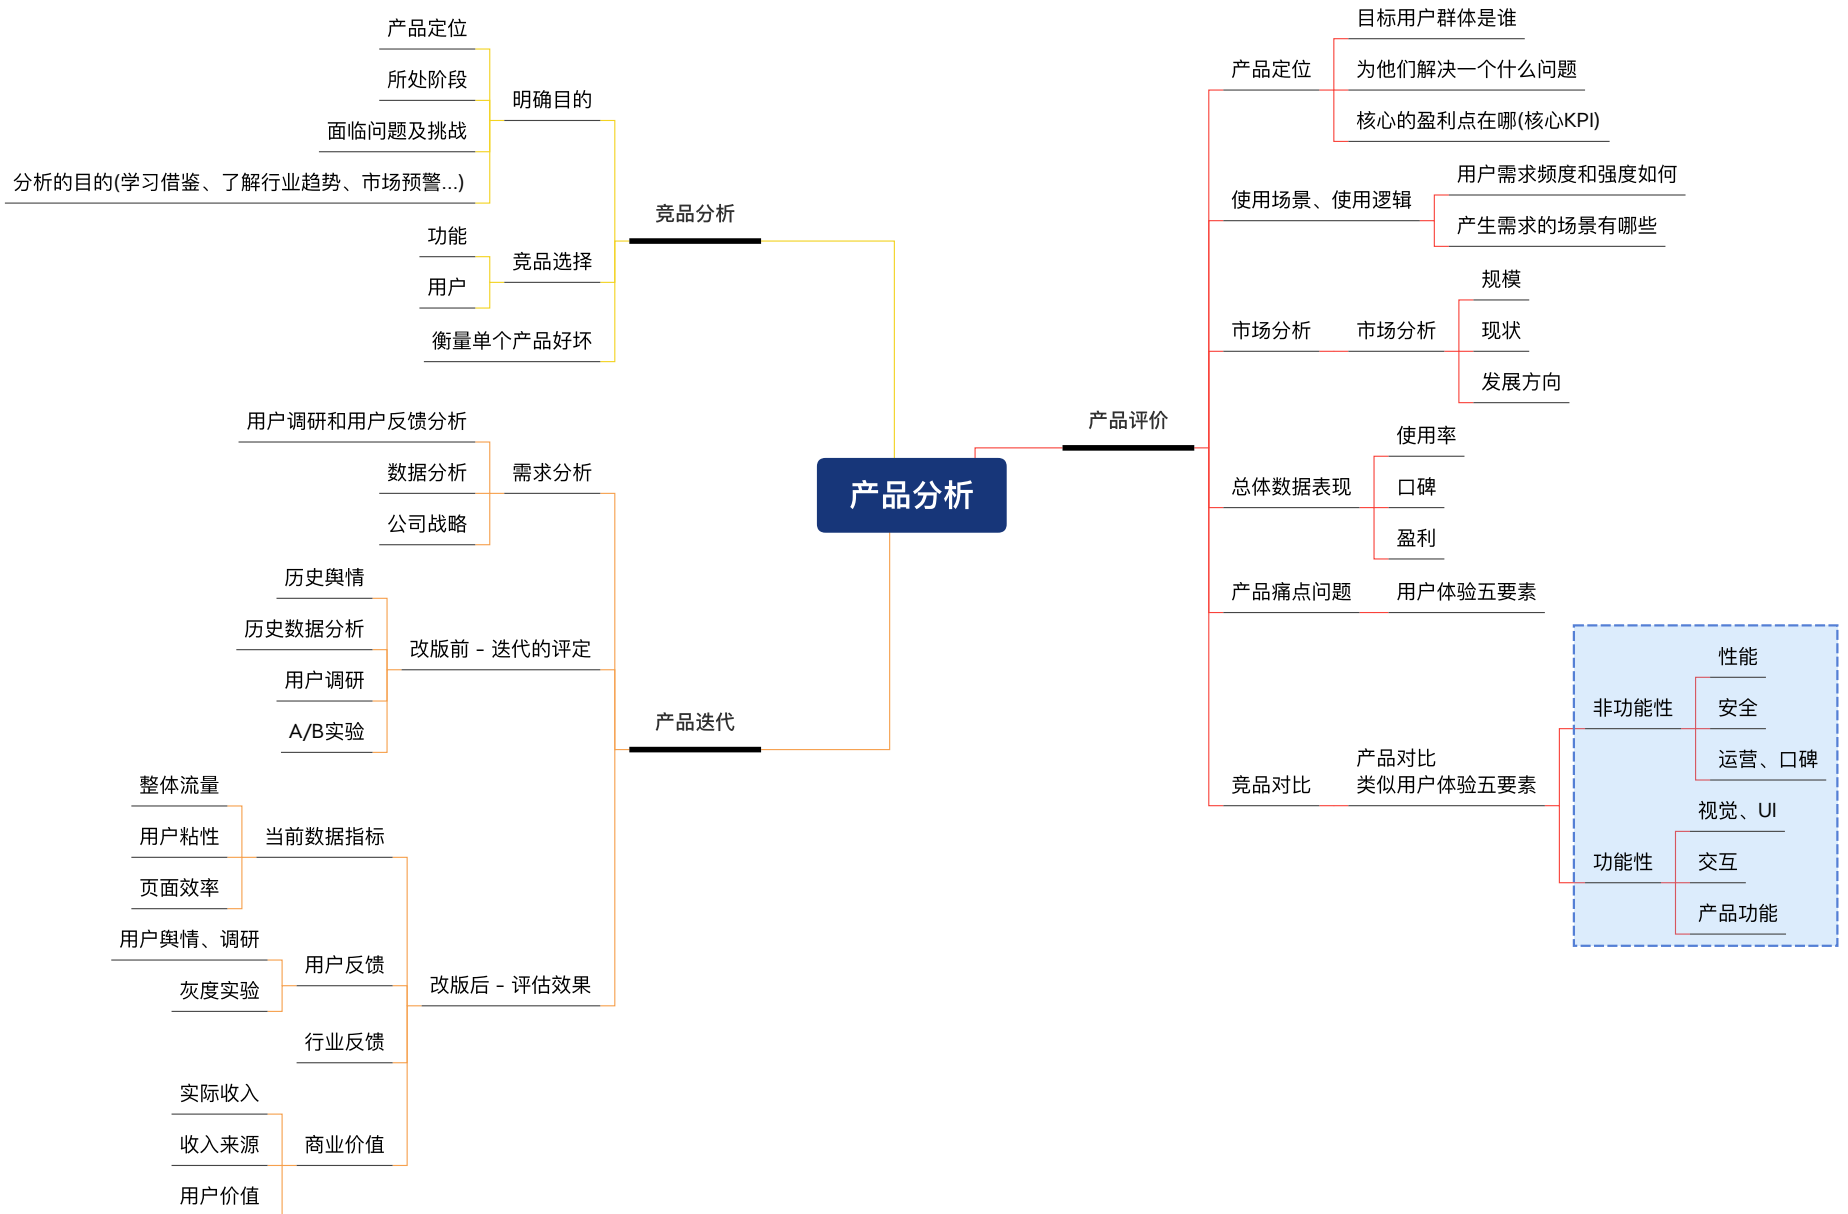 产品分析
产品评价
产品定位
目标用户群体是谁
为他们解决一个什么问题
核心的盈利点在哪(核心KPI)
使用场景、使用逻辑
用户需求频度和强度如何
产生需求的场景有哪些
市场分析
市场分析
规模
现状
发展方向
总体数据表现
使用率
口碑
盈利
产品痛点问题
用户体验五要素
竞品对比
产品对比
类似用户体验五要素
非功能性
性能
安全
运营、口碑
功能性
视觉、UI
交互
产品功能
竞品分析
明确目的
产品定位
所处阶段
面临问题及挑战
分析的目的(学习借鉴、了解行业趋势、市场预警...)
竞品选择
功能
用户
衡量单个产品好坏
产品迭代
需求分析
用户调研和用户反馈分析
数据分析
公司战略
改版前 – 迭代的评定
历史舆情
历史数据分析
用户调研
A/B实验
改版后 – 评估效果
当前数据指标
整体流量
用户粘性
页面效率
用户反馈
用户舆情、调研
灰度实验
行业反馈
商业价值
实际收入
收入来源
用户价值